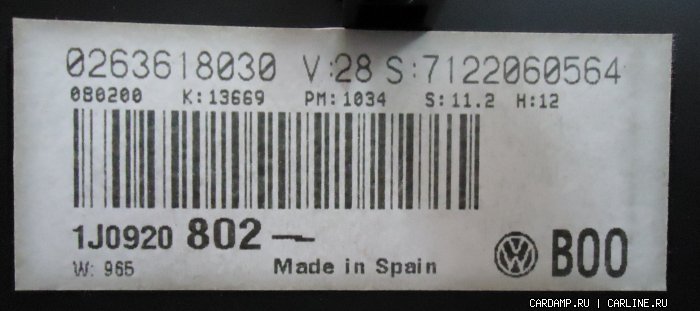 0263618030 V:28 S:7122060564
080200 K:13669 PM:1034 S:11.2 H:12
1J0920 802 — B00
W: 965 Made in Spain
CARDAMP.RU | CARLINE.RU